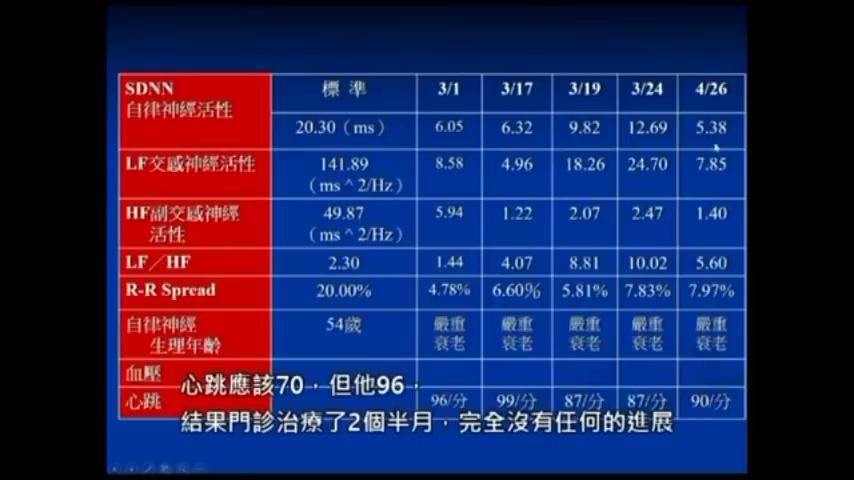 SDNN 標 準 3/1 3/17 3/19 3/24 4/26
自律神經活性 20.30（ms） 6.05 6.32 9.82 12.69 5.38
LF交感神經活性 141.89 8.58 4.96 18.26 24.70 7.85
（ms^2/Hz）
HF副交感神經 49.87 5.94 1.22 2.07 2.47 1.40
活性 （ms^2/Hz）
LF／HF 2.30 1.44 4.07 8.81 10.02 5.60
R-R Spread 20.00% 4.78% 6.60% 5.81% 7.83% 7.97%
自律神經 54歲 嚴重 嚴重 嚴重 嚴重 嚴重
生理年齡 衰老 衰老 衰老 衰老 衰老
血壓
心跳 96/分 99/分 87/分 87/分 90/分
心跳應該70，但他96，
結果門診治療了2個半月，完全沒有任何的進展